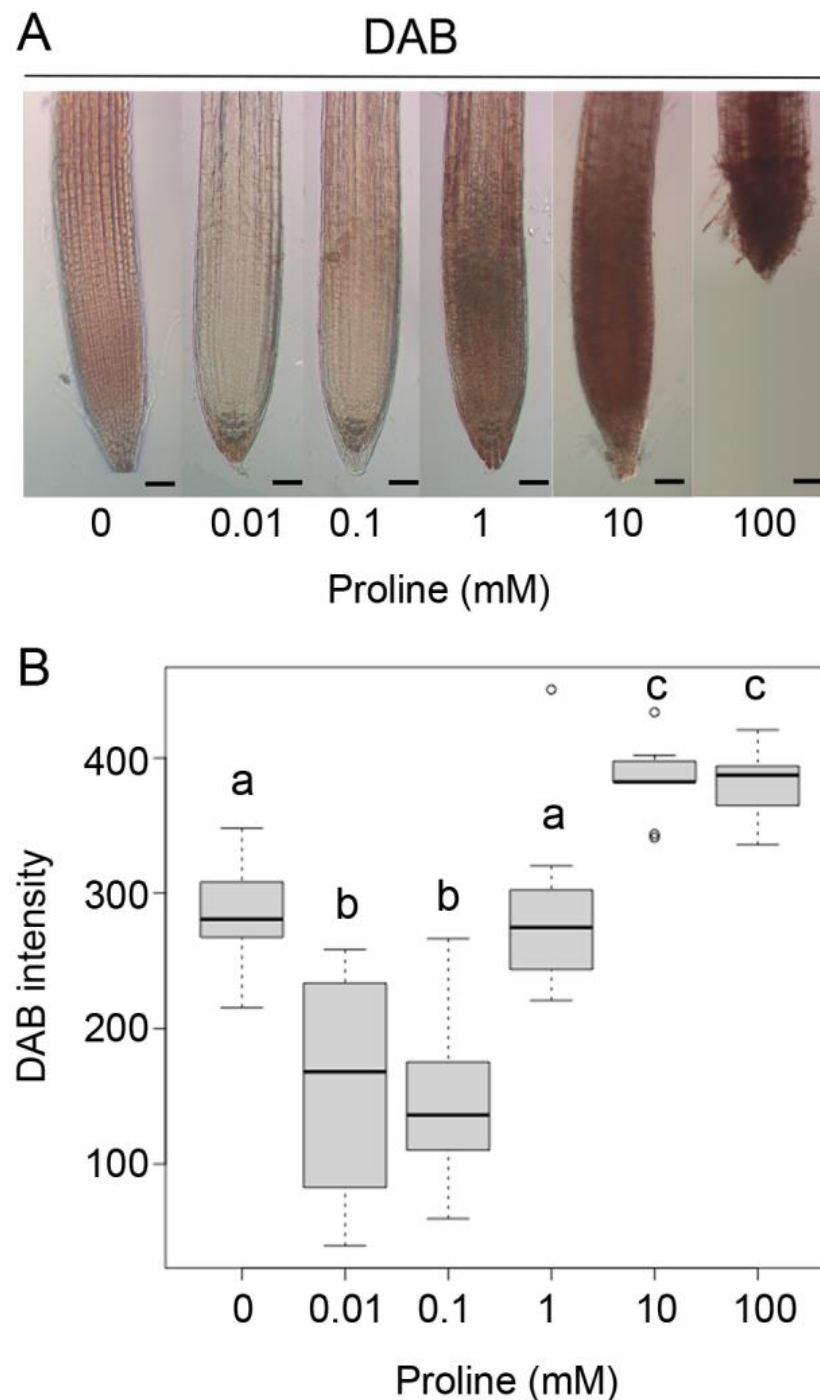 A
DAB
0 0.01 0.1 1 10 100
Proline (mM)
B
DAB intensity
400
300
200
100
a
b
b
a
c
c
0 0.01 0.1 1 10 100
Proline (mM)